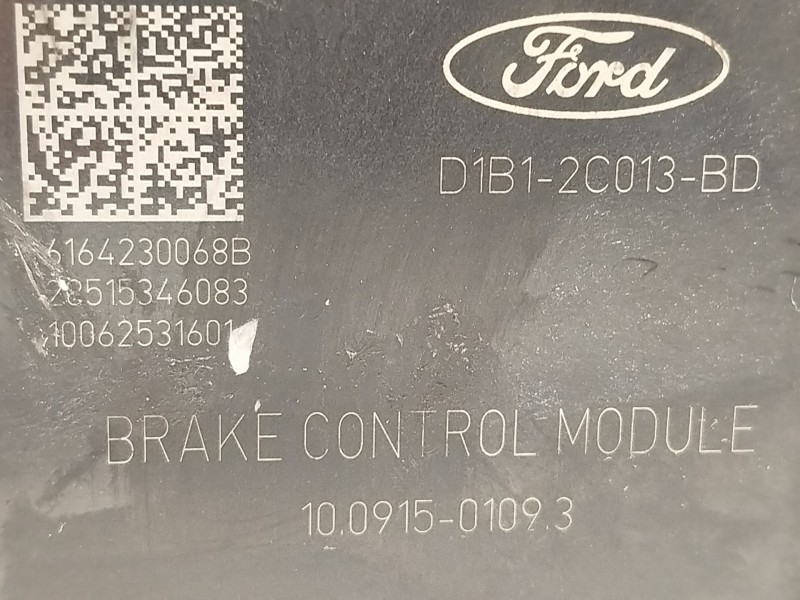 Ford
D1B1-2C013-BD
6164230068B
28515346083
10062531601
BRAKE CONTROL MODULE
10.0915-0109.3